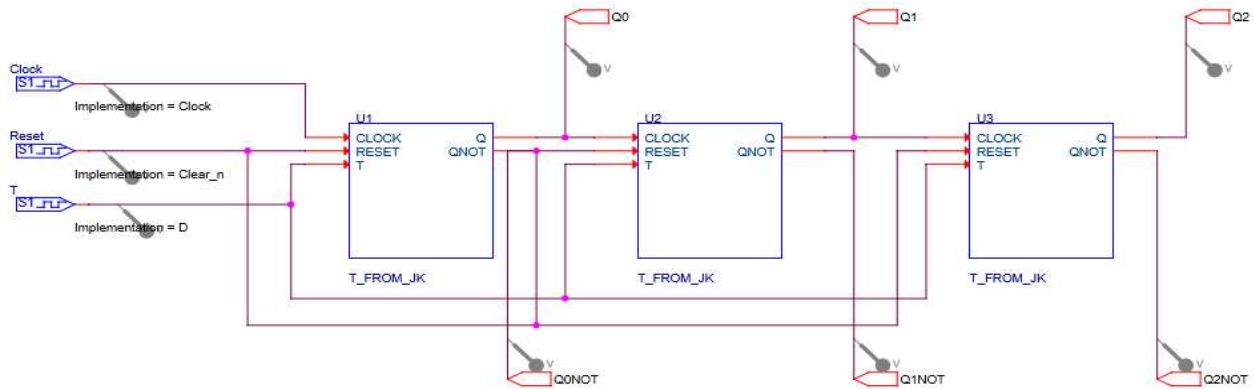 Q0
Q1
Q2
V
V
V
Clock
S1
Implementation = Clock
Reset
S1
Implementation = Clear_n
T
S1
Implementation = D
U1
CLOCK
Q
RESET
QNOT
T
T_FROM_JK
U2
CLOCK
Q
RESET
QNOT
T
T_FROM_JK
U3
CLOCK
Q
RESET
QNOT
T
T_FROM_JK
V
V
V
Q0NOT
Q1NOT
Q2NOT